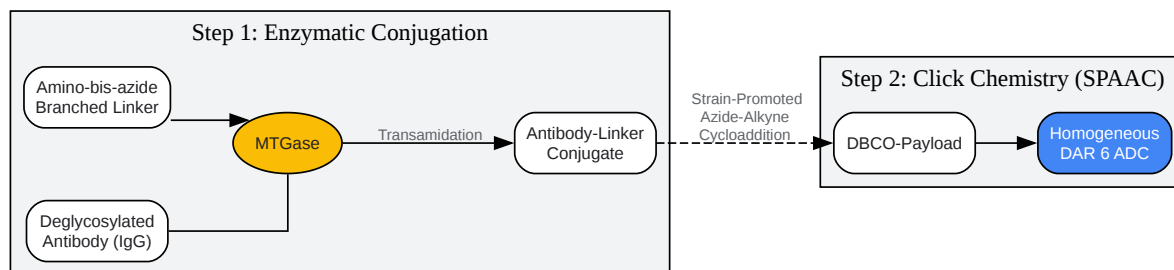 Step 1: Enzymatic Conjugation
Amino-bis-azide
Branched Linker
MTGase
Transamidation
Antibody-Linker
Conjugate
Deglycosylated
Antibody (IgG)
Strain-Promoted
Azide-Alkyne
Cycloaddition
Step 2: Click Chemistry (SPAAC)
DBCO-Payload
Homogeneous
DAR 6 ADC